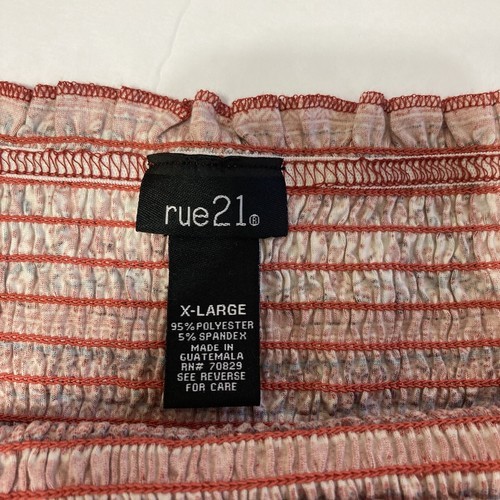 rue21®
X-LARGE
95% POLYESTER
5% SPANDEX
MADE IN
GUATEMALA
RN# 70829
SEE REVERSE
FOR CARE